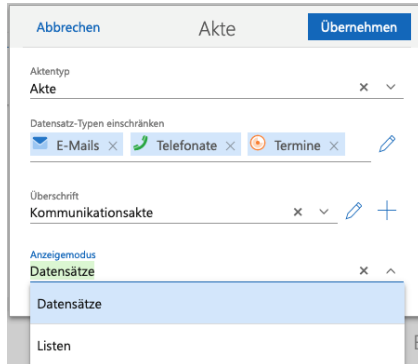 Abbrechen Akte Übernehmen
Aktentyp
Akte
Datensatz-Typen einschränken
E-Mails Telefonate Termine
Überschrift
Kommunikationsakte
Anzeigemodus
Datensätze
Datensätze
Listen